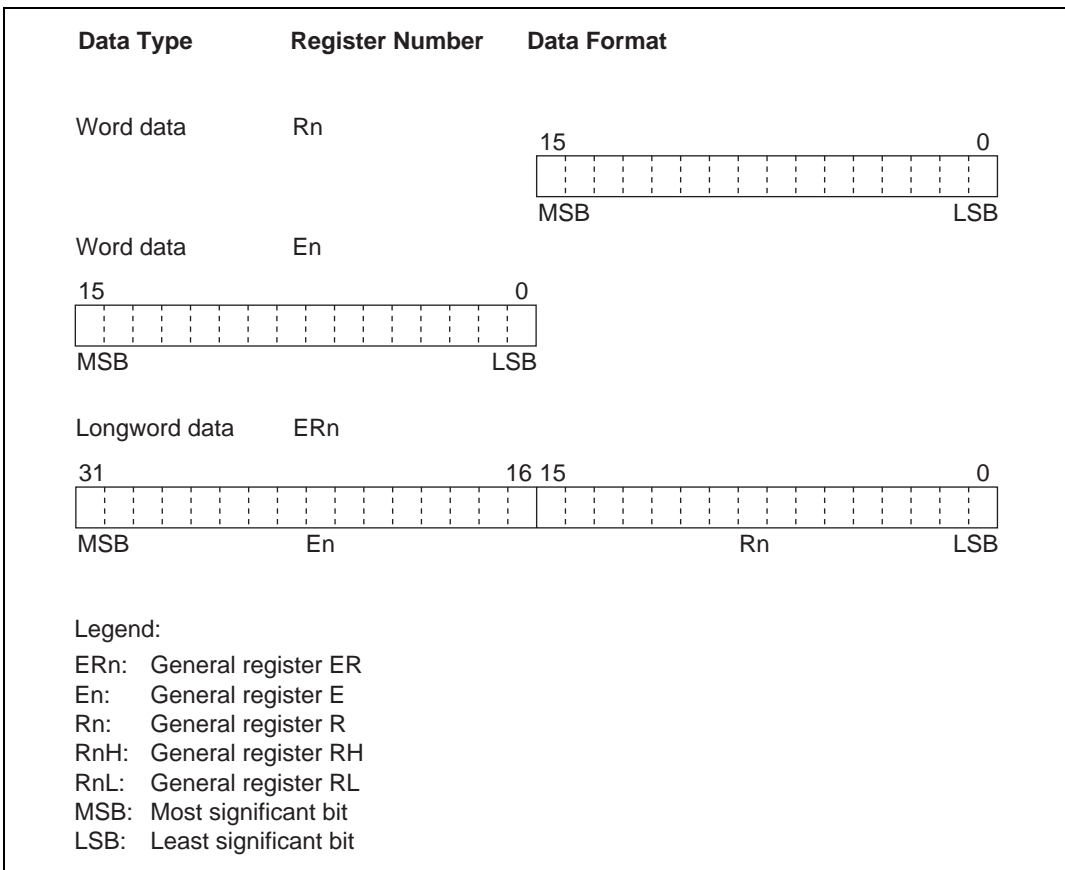 Data Type Register Number Data Format
Word data Rn
15 0
MSB LSB
Word data En
15 0
MSB LSB
Longword data ERn
31 16 15 0
MSB En Rn LSB
Legend:
ERn: General register ER
En: General register E
Rn: General register R
RnH: General register RH
RnL: General register RL
MSB: Most significant bit
LSB: Least significant bit